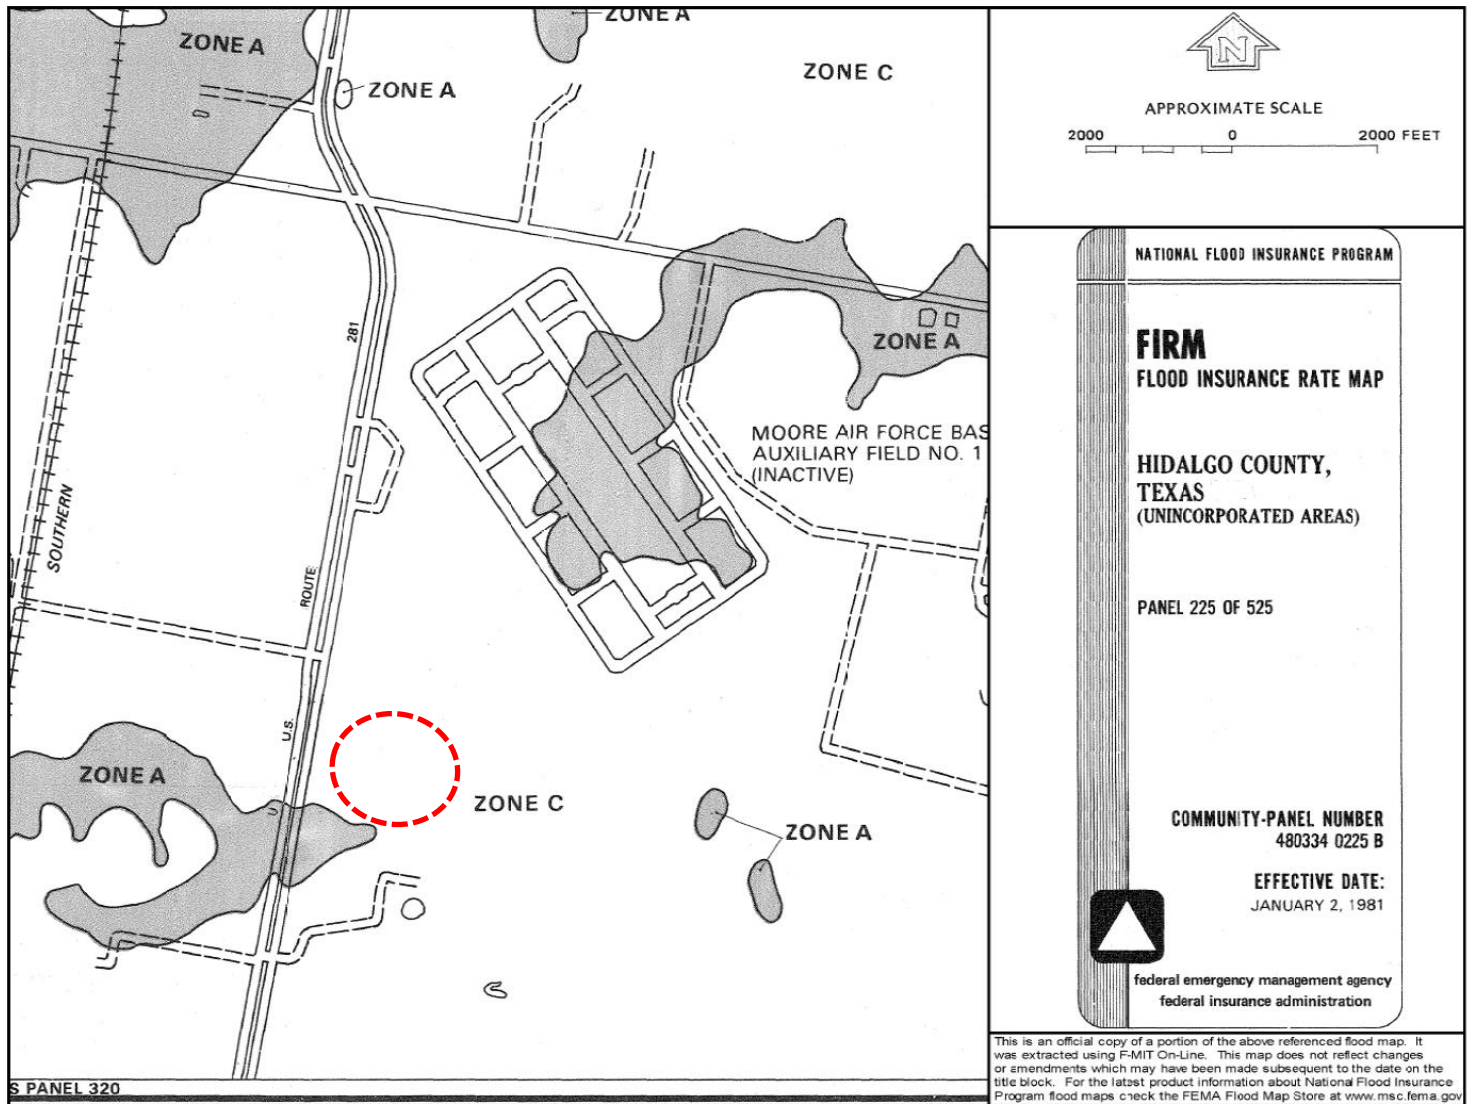 ZONE A
ZONE A
ZONE A
ZONE C
281
ZONE A
MOORE AIR FORCE BAS
AUXILIARY FIELD NO. 1
(INACTIVE)
SOUTHERN
ROUTE
U.S.
ZONE A
ZONE C
ZONE A
S PANEL 320
N
APPROXIMATE SCALE
2000 0 2000 FEET
NATIONAL FLOOD INSURANCE PROGRAM
FIRM
FLOOD INSURANCE RATE MAP
HIDALGO COUNTY,
TEXAS
(UNINCORPORATED AREAS)
PANEL 225 OF 525
COMMUNITY-PANEL NUMBER
480334 0225 B
EFFECTIVE DATE:
JANUARY 2, 1981
federal emergency management agency
federal insurance administration
This is an official copy of a portion of the above referenced flood map. It
was extracted using F-MIT On-Line. This map does not reflect changes
or amendments which may have been made subsequent to the date on the
title block. For the latest product information about National Flood Insurance
Program flood maps check the FEMA Flood Map Store at www.msc.fema.gov